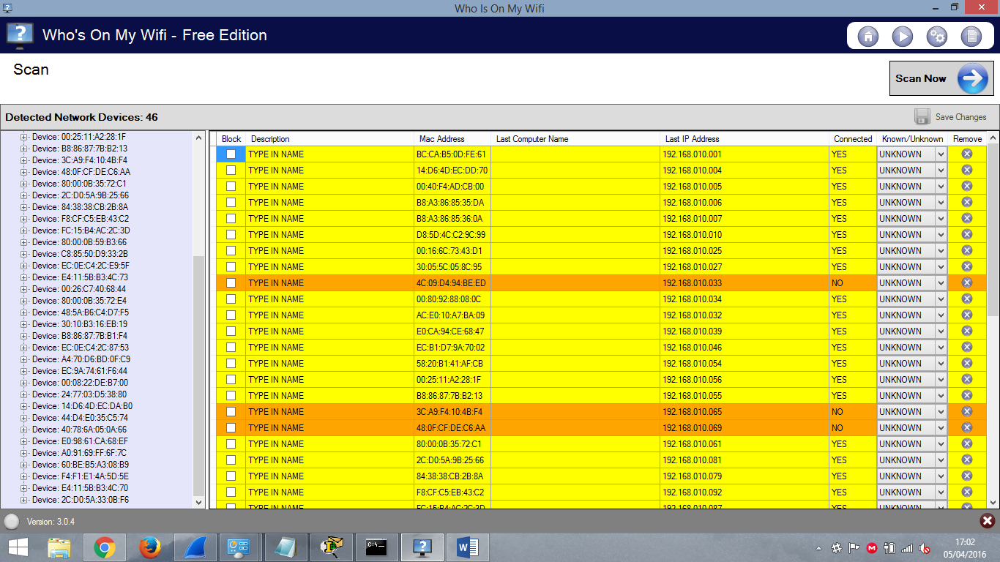 Who Is On My Wifi
Who's On My Wifi - Free Edition
Scan
Scan Now
Detected Network Devices: 46
Save Changes
Device: 00:25:11:A2:28:1F
Device: B8:86:87:7B:B2:13
Device: 3C:A9:F4:10:4B:F4
Device: 48:0F:CF:DE:C6:AA
Device: 80:00:0B:35:72:C1
Device: 2C:D0:5A:9B:25:66
Device: 84:38:38:CB:2B:8A
Device: F8:CF:C5:EB:43:C2
Device: FC:15:B4:AC:2C:3D
Device: 80:00:0B:59:B3:66
Device: C8:85:50:D9:33:2B
Device: EC:0E:C4:2C:E9:5F
Device: E4:11:5B:B3:4C:73
Device: 00:26:C7:40:68:44
Device: 80:00:0B:35:72:E4
Device: 48:5A:B6:C4:D7:F5
Device: 30:10:B3:16:EB:19
Device: B8:86:87:7B:B1:F4
Device: EC:0E:C4:2C:87:53
Device: A4:70:D6:BD:0F:C9
Device: EC:9A:74:61:F6:44
Device: 00:08:22:DE:B7:00
Device: 24:77:03:D5:38:80
Device: 14:D6:4D:EC:DA:B0
Device: 44:D4:E0:35:C5:74
Device: 40:78:6A:05:0A:66
Device: E0:98:61:CA:68:EF
Device: A0:91:69:FF:6F:7C
Device: 60:BE:B5:A3:08:B9
Device: F4:F1:E1:4A:5D:5E
Device: E4:11:5B:B3:4C:70
Device: 2C:D0:5A:33:0B:F6
Block Description Mac Address Last Computer Name Last IP Address Connected Known/Unknown Remove
TYPE IN NAME BC:CA:B5:0D:FE:61 192.168.010.001 YES UNKNOWN
TYPE IN NAME 14:D6:4D:EC:DD:70 192.168.010.004 YES UNKNOWN
TYPE IN NAME 00:40:F4:AD:CB:00 192.168.010.005 YES UNKNOWN
TYPE IN NAME B8:A3:86:85:35:DA 192.168.010.006 YES UNKNOWN
TYPE IN NAME B8:A3:86:85:36:0A 192.168.010.007 YES UNKNOWN
TYPE IN NAME D8:5D:4C:C2:9C:99 192.168.010.010 YES UNKNOWN
TYPE IN NAME 00:16:6C:73:43:D1 192.168.010.025 YES UNKNOWN
TYPE IN NAME 30:05:5C:05:8C:95 192.168.010.027 YES UNKNOWN
TYPE IN NAME 4C:09:D4:94:BE:ED 192.168.010.033 NO UNKNOWN
TYPE IN NAME 00:80:92:88:08:0C 192.168.010.034 YES UNKNOWN
TYPE IN NAME AC:E0:10:A7:BA:09 192.168.010.032 YES UNKNOWN
TYPE IN NAME E0:CA:94:CE:68:47 192.168.010.039 YES UNKNOWN
TYPE IN NAME EC:B1:D7:9A:70:02 192.168.010.046 YES UNKNOWN
TYPE IN NAME 58:20:B1:41:AF:CB 192.168.010.054 YES UNKNOWN
TYPE IN NAME 00:25:11:A2:28:1F 192.168.010.056 YES UNKNOWN
TYPE IN NAME B8:86:87:7B:B2:13 192.168.010.055 YES UNKNOWN
TYPE IN NAME 3C:A9:F4:10:4B:F4 192.168.010.065 NO UNKNOWN
TYPE IN NAME 48:0F:CF:DE:C6:AA 192.168.010.069 NO UNKNOWN
TYPE IN NAME 80:00:0B:35:72:C1 192.168.010.061 YES UNKNOWN
TYPE IN NAME 2C:D0:5A:9B:25:66 192.168.010.081 YES UNKNOWN
TYPE IN NAME 84:38:38:CB:2B:8A 192.168.010.079 YES UNKNOWN
TYPE IN NAME F8:CF:C5:EB:43:C2 192.168.010.092 YES UNKNOWN
TYPE IN NAME FC:15:B4:AC:2C:3D 192.168.010.087 YES UNKNOWN
Version: 3.0.4
17:02
05/04/2016